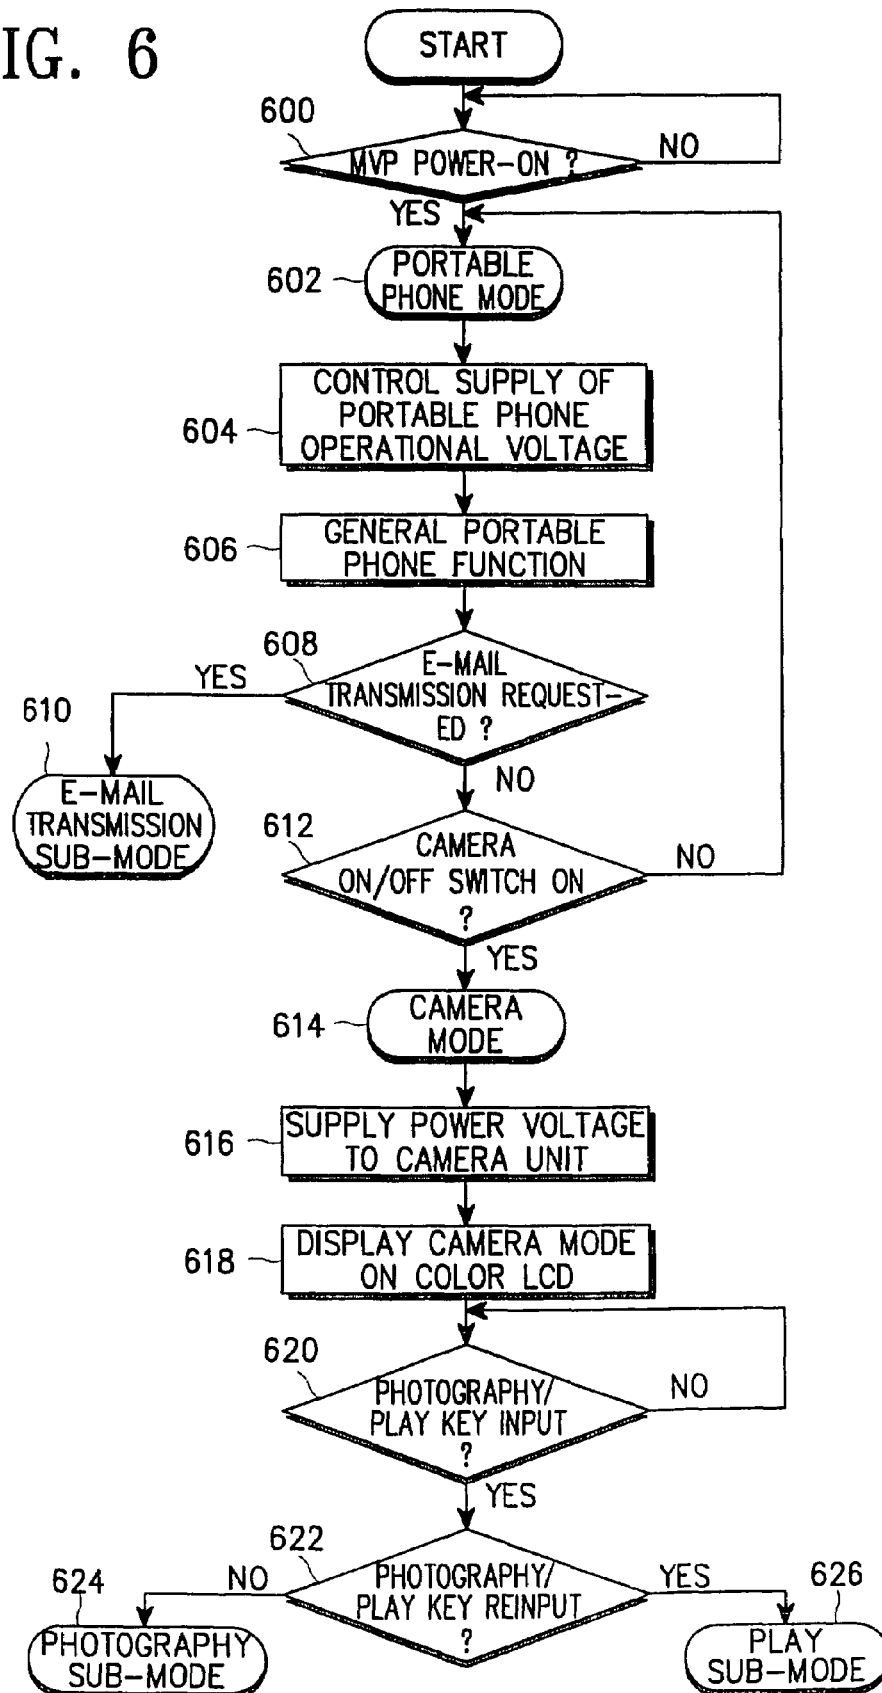 IG. 6
START
600
MVP POWER-ON ?
NO
YES
602
PORTABLE
PHONE MODE
CONTROL SUPPLY OF
PORTABLE PHONE
OPERATIONAL VOLTAGE
604
GENERAL PORTABLE
PHONE FUNCTION
606
608
E-MAIL
TRANSMISSION REQUEST-
ED ?
YES
NO
610
E-MAIL
TRANSMISSION
SUB-MODE
612
CAMERA
ON/OFF SWITCH ON
?
NO
YES
614
CAMERA
MODE
616
SUPPLY POWER VOLTAGE
TO CAMERA UNIT
618
DISPLAY CAMERA MODE
ON COLOR LCD
620
PHOTOGRAPHY/
PLAY KEY INPUT
?
NO
YES
622
PHOTOGRAPHY/
PLAY KEY REINPUT
?
NO
YES
624
PHOTOGRAPHY
SUB-MODE
626
PLAY
SUB-MODE